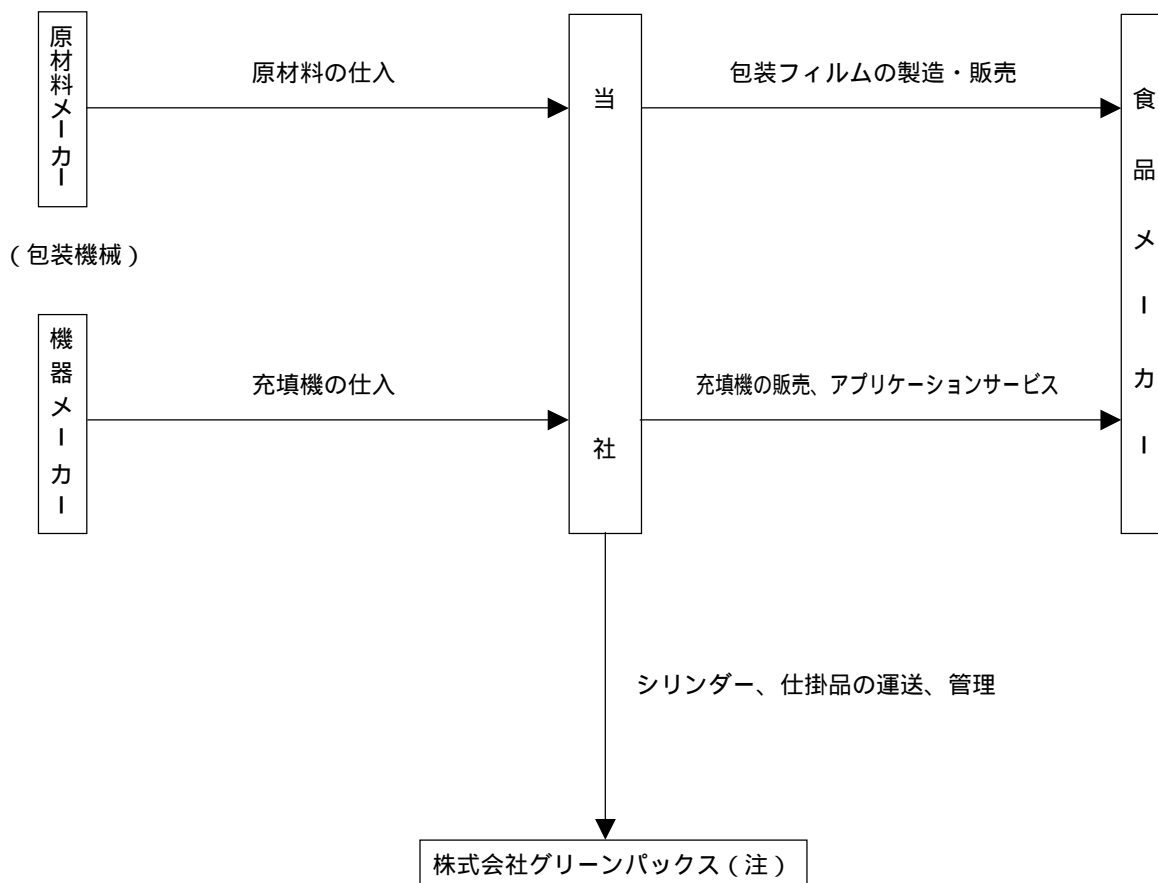 原材料メーカー
原材料の仕入
当社
包装フィルムの製造・販売
食品メーカー
(包装機械)
機器メーカー
充填機の仕入
充填機の販売、アプリケーションサービス
シリンダー、仕掛品の運送、管理
株式会社グリーンパックス(注)